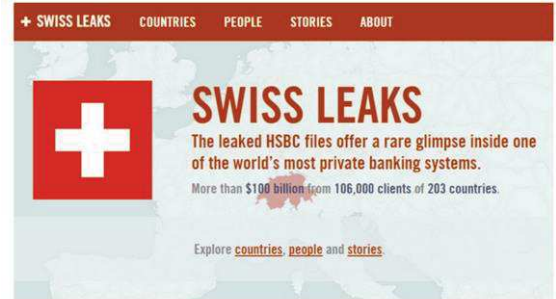 + SWISS LEAKS COUNTRIES PEOPLE STORIES ABOUT
SWISS LEAKS
The leaked HSBC files offer a rare glimpse inside one
of the world's most private banking systems.
More than $100 billion from 106,000 clients of 203 countries.
Explore countries, people and stories.